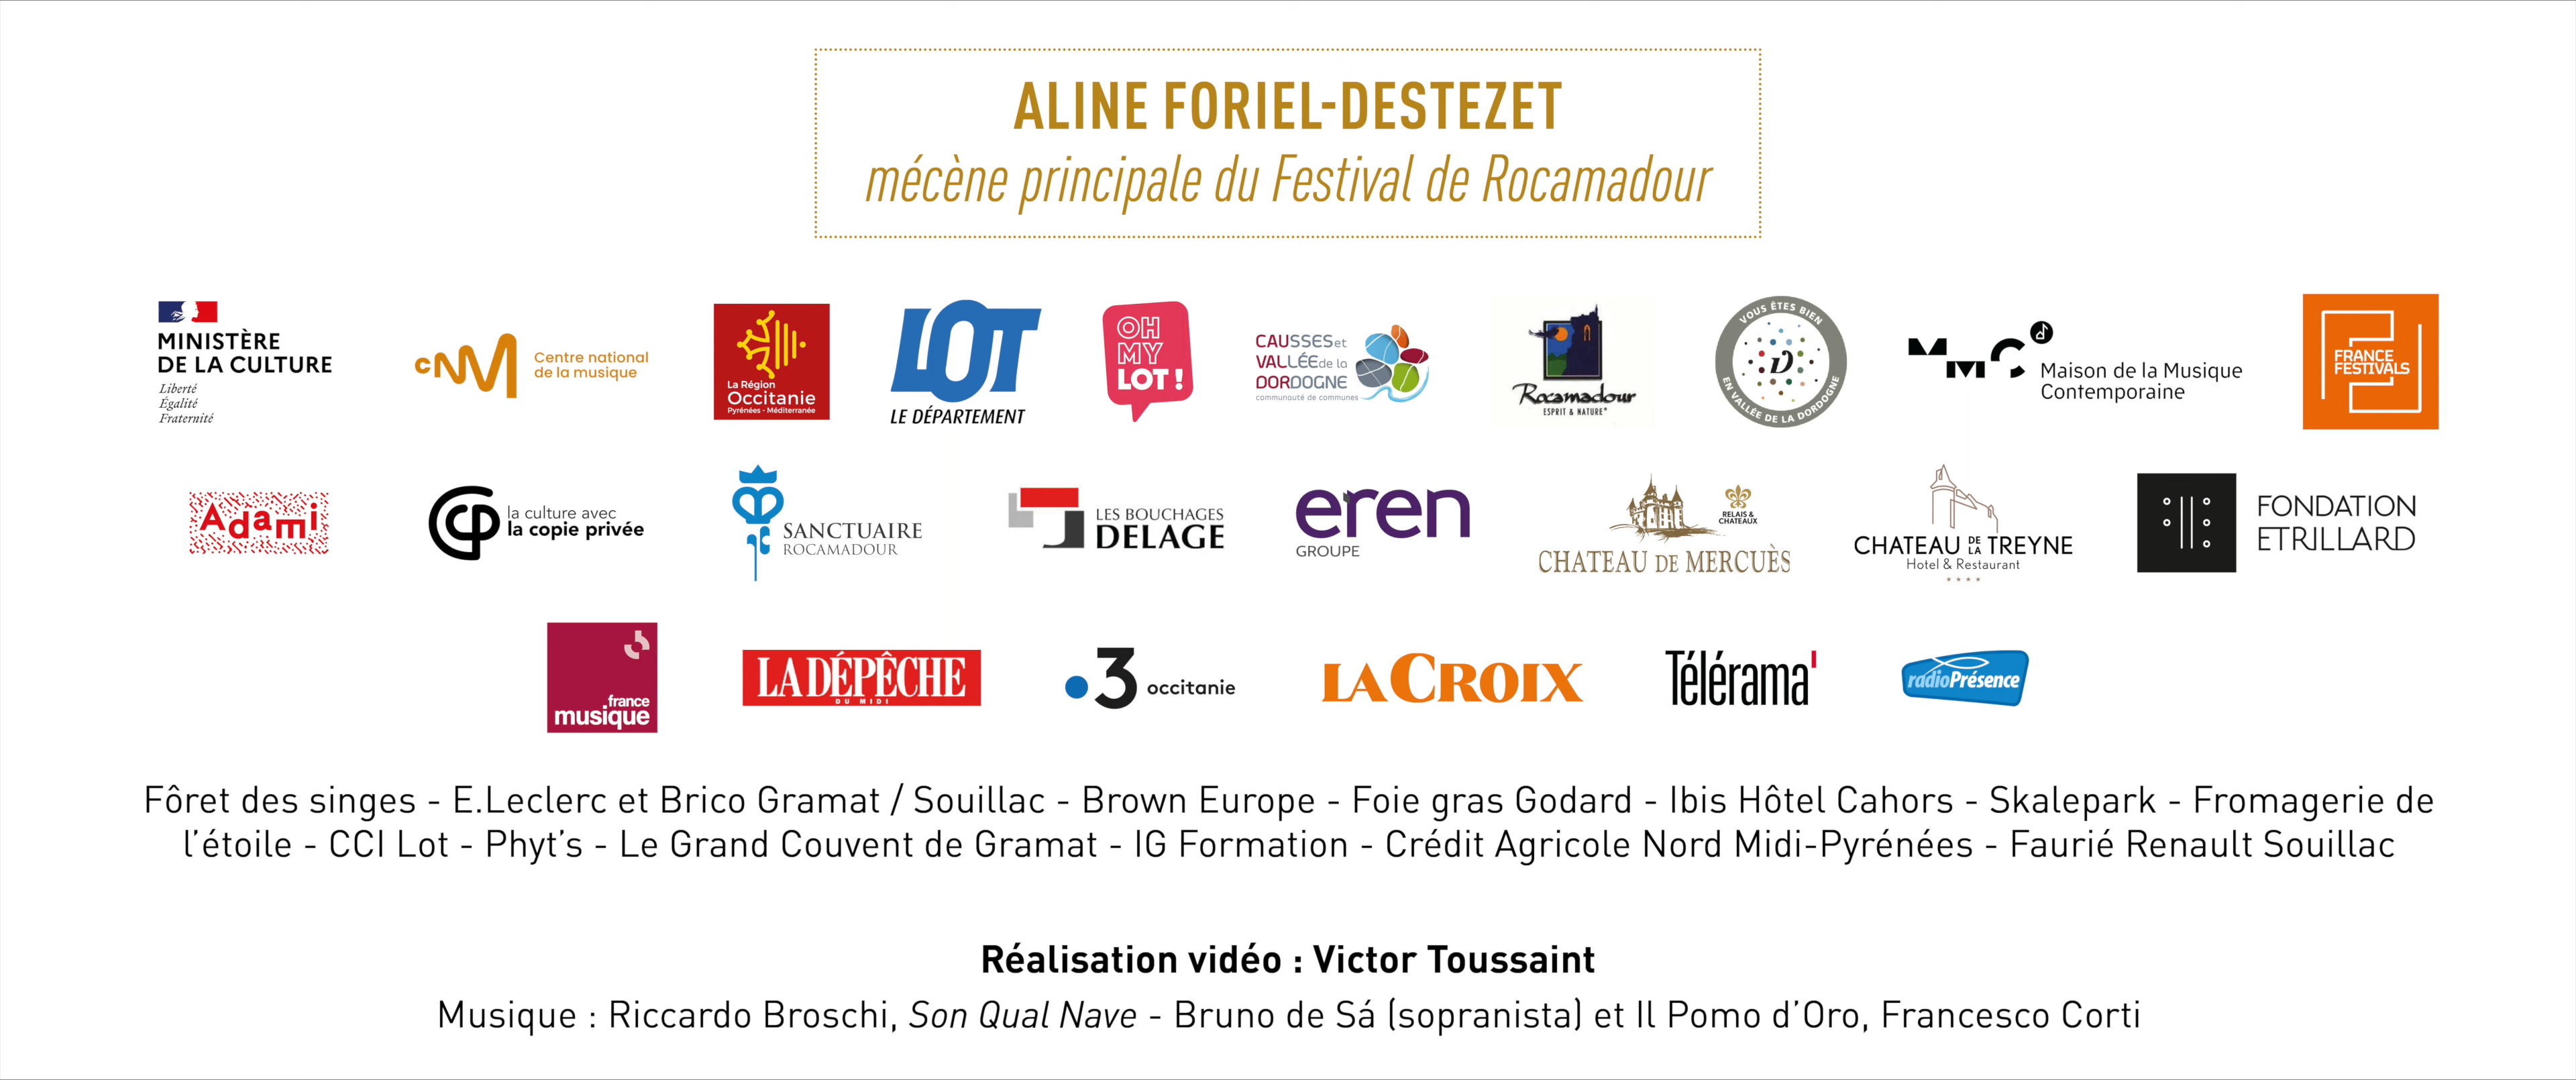 ALINE FORIEL-DESTEZET
mécène principale du Festival de Rocamadour
MINISTÈRE
DE LA CULTURE
Liberté
Égalité
Fraternité
CNM
Centre national
de la musique
La Région
Occitanie
Pyrénées - Méditerranée
LOT
LE DÉPARTEMENT
OH
MY
LOT !
CAUSSES et
VALLÉE de la
DORDOGNE
communauté de communes
Rocamadour
ESPRIT & NATURE*
VOUS ÊTES BIEN
EN VALLÉE DE LA DORDOGNE
MMC
Maison de la Musique
Contemporaine
FRANCE
FESTIVALS
Adami
la culture avec
la copie privée
SANCTUAIRE
ROCAMADOUR
LES BOUCHAGES
DELAGE
eren
GROUPE
RELAIS &
CHATEAUX
CHATEAU DE MERCUÈS
CHATEAU DE LA TREYNE
Hotel & Restaurant
FONDATION
ETRILLARD
france
musique
LA DÉPÊCHE
DU MIDI
3 occitanie
LA CROIX
Télérama'
radioPrésence
Fôret des singes - E.Leclerc et Brico Gramat / Souillac - Brown Europe - Foie gras Godard - Ibis Hôtel Cahors - Skalepark - Fromagerie de
l'étoile - CCI Lot - Phyt's - Le Grand Couvent de Gramat - IG Formation - Crédit Agricole Nord Midi-Pyrénées - Faurié Renault Souillac
Réalisation vidéo : Victor Toussaint
Musique : Riccardo Broschi, Son Qual Nave - Bruno de Sá (sopranista) et Il Pomo d'Oro, Francesco Corti